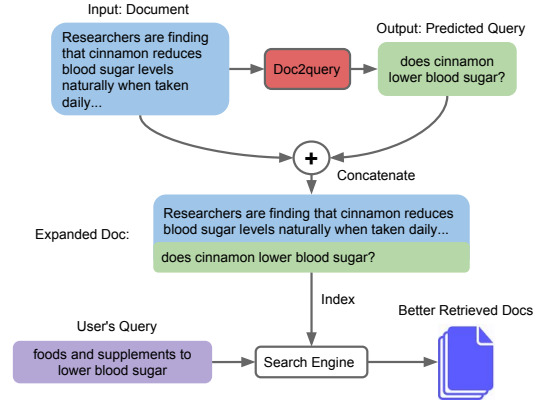 Input: Document
Researchers are finding
that cinnamon reduces
blood sugar levels
naturally when taken
daily...
Doc2query
Output: Predicted Query
does cinnamon
lower blood sugar?
+
Concatenate
Expanded Doc:
Researchers are finding that cinnamon reduces
blood sugar levels naturally when taken daily...
does cinnamon lower blood sugar?
Index
User's Query
foods and supplements to
lower blood sugar
Search Engine
Better Retrieved Docs